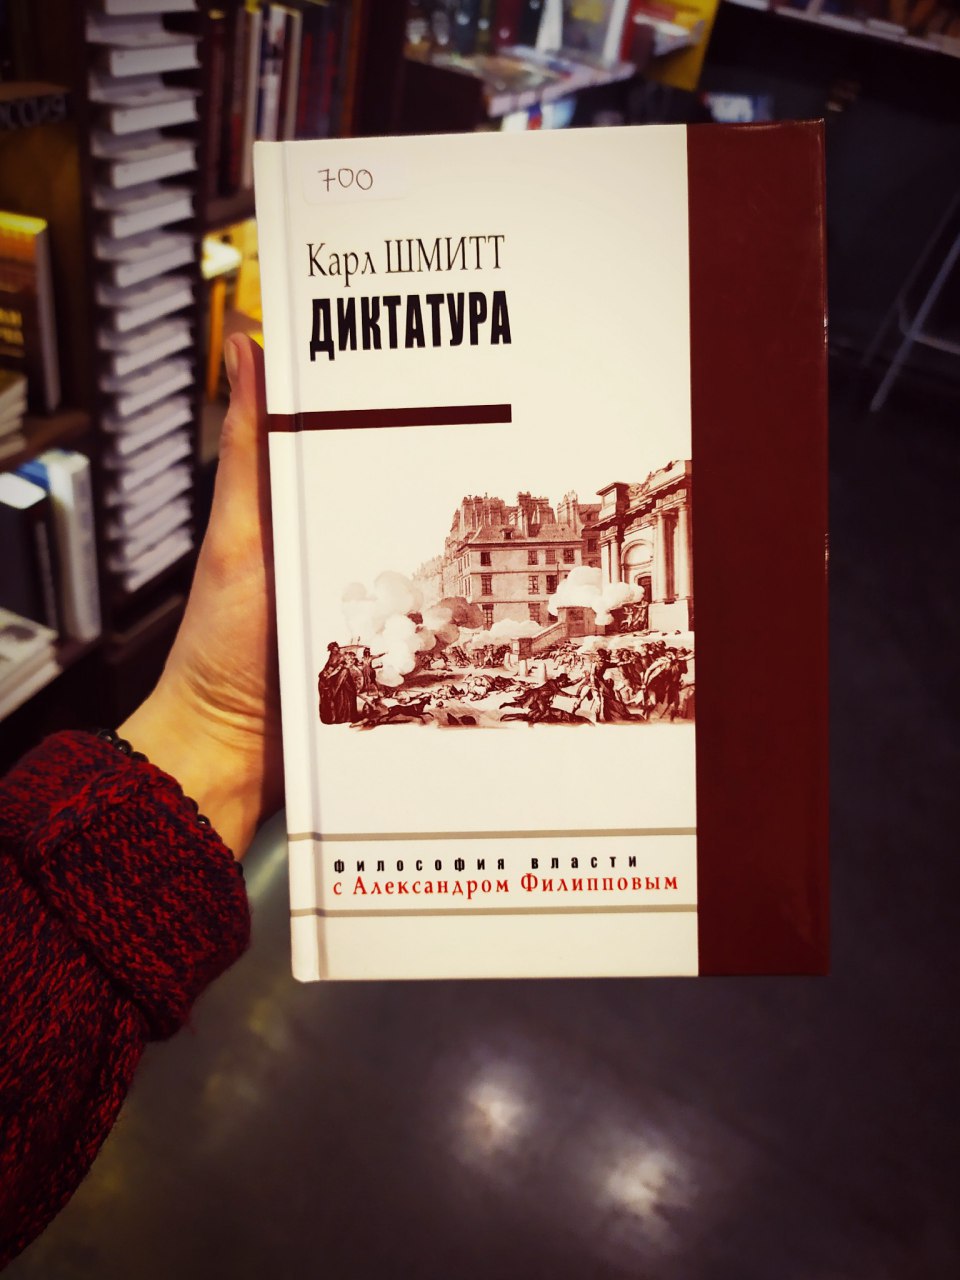 700
Карл ШМИТТ
ДИКТАТУРА
философия власти
с Александром Филипповым